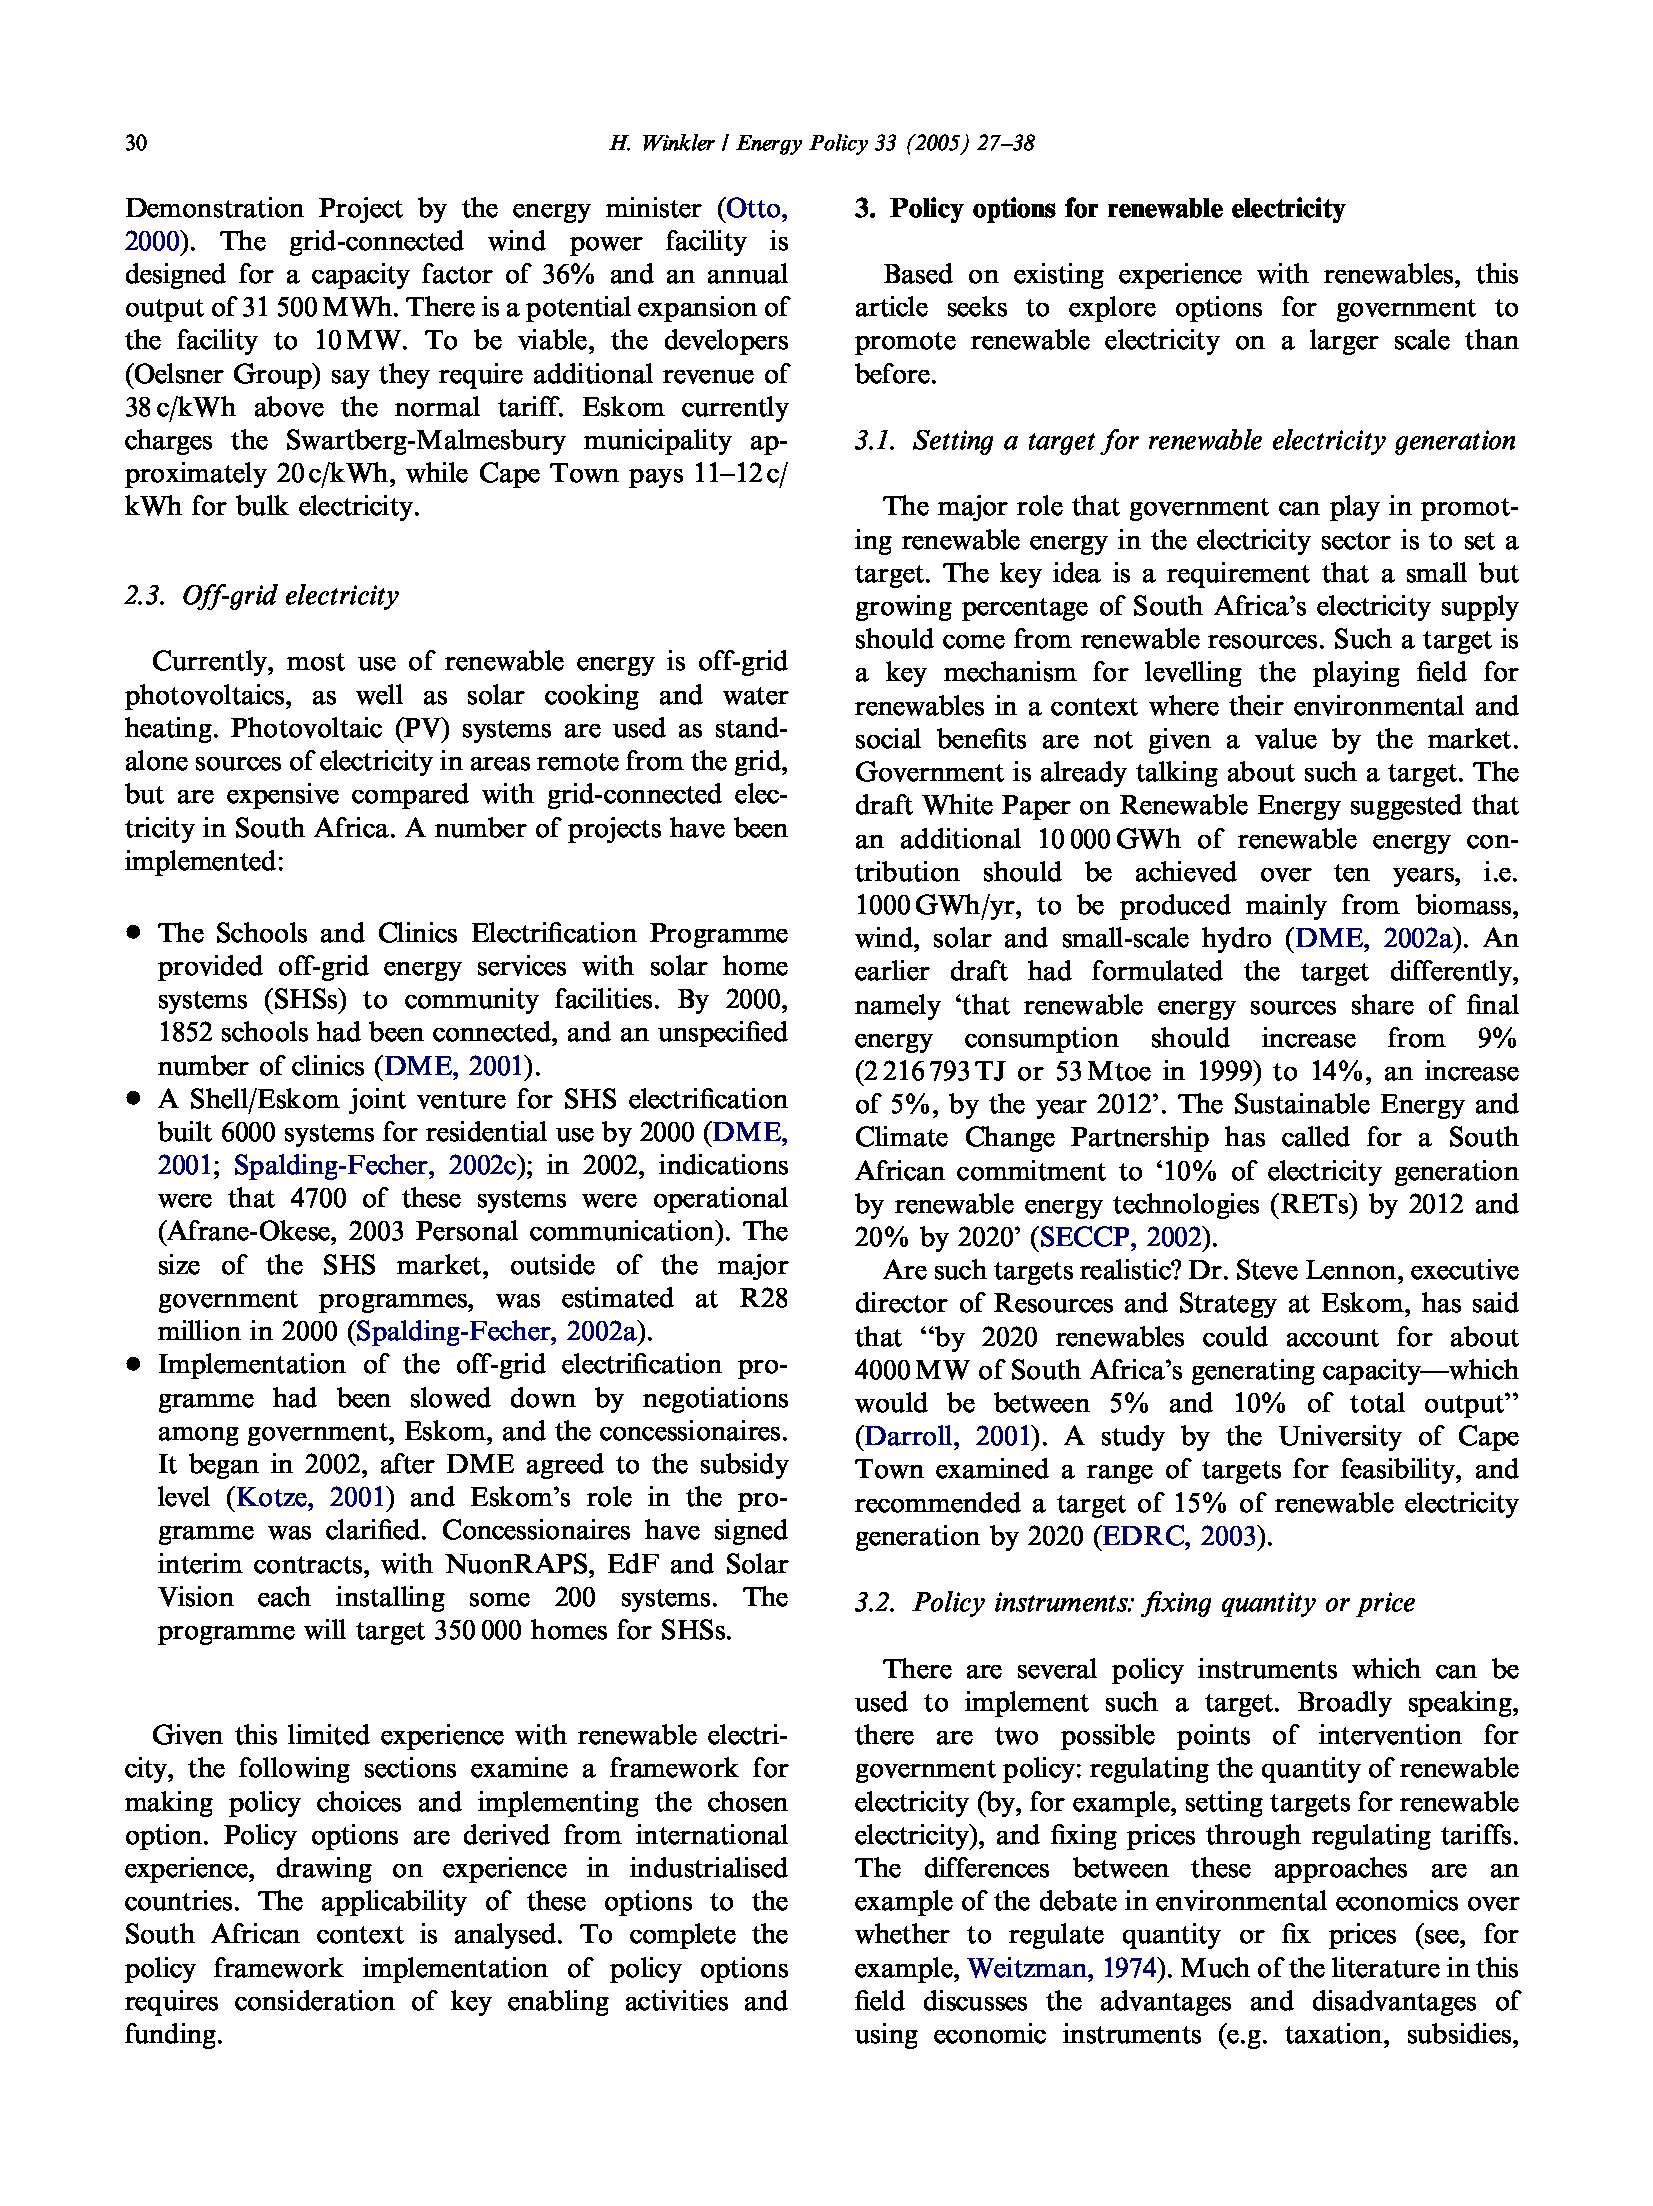 30
H. Winkler / Energy Policy 33 (2005) 27–38
Demonstration Project by the energy minister (Otto,
2000). The grid-connected wind power facility is
designed for a capacity factor of 36% and an annual
output of 31 500 MWh. There is a potential expansion of
the facility to 10 MW. To be viable, the developers
(Oelsner Group) say they require additional revenue of
38 c/kWh above the normal tariff. Eskom currently
charges the Swartberg-Malmesbury municipality ap-
proximately 20 c/kWh, while Cape Town pays 11–12 c/
kWh for bulk electricity.
2.3. Off-grid electricity
Currently, most use of renewable energy is off-grid
photovoltaics, as well as solar cooking and water
heating. Photovoltaic (PV) systems are used as stand-
alone sources of electricity in areas remote from the grid,
but are expensive compared with grid-connected elec-
tricity in South Africa. A number of projects have been
implemented:
● The Schools and Clinics Electrification Programme
provided off-grid energy services with solar home
systems (SHSs) to community facilities. By 2000,
1852 schools had been connected, and an unspecified
number of clinics (DME, 2001).
● A Shell/Eskom joint venture for SHS electrification
built 6000 systems for residential use by 2000 (DME,
2001; Spalding-Fecher, 2002c); in 2002, indications
were that 4700 of these systems were operational
(Afrane-Okese, 2003 Personal communication). The
size of the SHS market, outside of the major
government programmes, was estimated at R28
million in 2000 (Spalding-Fecher, 2002a).
● Implementation of the off-grid electrification pro-
gramme had been slowed down by negotiations
among government, Eskom, and the concessionaires.
It began in 2002, after DME agreed to the subsidy
level (Kotze, 2001) and Eskom's role in the pro-
gramme was clarified. Concessionaires have signed
interim contracts, with NuonRAPS, EdF and Solar
Vision each installing some 200 systems. The
programme will target 350 000 homes for SHSs.
Given this limited experience with renewable electri-
city, the following sections examine a framework for
making policy choices and implementing the chosen
option. Policy options are derived from international
experience, drawing on experience in industrialised
countries. The applicability of these options to the
South African context is analysed. To complete the
policy framework implementation of policy options
requires consideration of key enabling activities and
funding.
3. Policy options for renewable electricity
Based on existing experience with renewables, this
article seeks to explore options for government to
promote renewable electricity on a larger scale than
before.
3.1. Setting a target for renewable electricity generation
The major role that government can play in promot-
ing renewable energy in the electricity sector is to set a
target. The key idea is a requirement that a small but
growing percentage of South Africa's electricity supply
should come from renewable resources. Such a target is
a key mechanism for levelling the playing field for
renewables in a context where their environmental and
social benefits are not given a value by the market.
Government is already talking about such a target. The
draft White Paper on Renewable Energy suggested that
an additional 10 000 GWh of renewable energy con-
tribution should be achieved over ten years, i.e.
1000 GWh/yr, to be produced mainly from biomass,
wind, solar and small-scale hydro (DME, 2002a). An
earlier draft had formulated the target differently,
namely ‘that renewable energy sources share of final
energy consumption should increase from 9%
(2 216 793 TJ or 53 Mtoe in 1999) to 14%, an increase
of 5%, by the year 2012’. The Sustainable Energy and
Climate Change Partnership has called for a South
African commitment to ‘10% of electricity generation
by renewable energy technologies (RETs) by 2012 and
20% by 2020’ (SECCP, 2002).
Are such targets realistic? Dr. Steve Lennon, executive
director of Resources and Strategy at Eskom, has said
that “by 2020 renewables could account for about
4000 MW of South Africa's generating capacity—which
would be between 5% and 10% of total output”
(Darroll, 2001). A study by the University of Cape
Town examined a range of targets for feasibility, and
recommended a target of 15% of renewable electricity
generation by 2020 (EDRC, 2003).
3.2. Policy instruments: fixing quantity or price
There are several policy instruments which can be
used to implement such a target. Broadly speaking,
there are two possible points of intervention for
government policy: regulating the quantity of renewable
electricity (by, for example, setting targets for renewable
electricity), and fixing prices through regulating tariffs.
The differences between these approaches are an
example of the debate in environmental economics over
whether to regulate quantity or fix prices (see, for
example, Weitzman, 1974). Much of the literature in this
field discusses the advantages and disadvantages of
using economic instruments (e.g. taxation, subsidies,